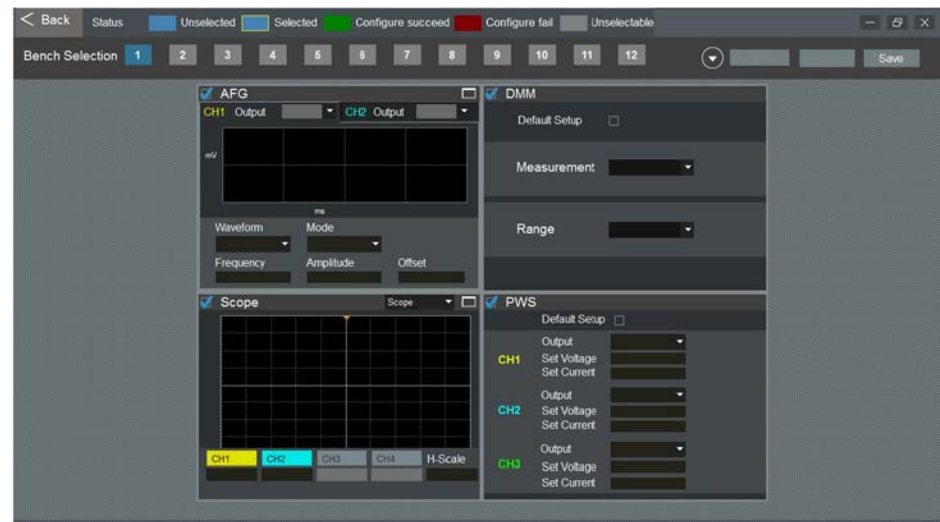 < Back Status Unselected Selected Configure succeed Configure fail Unselectable
Bench Selection 1 2 3 4 5 6 7 8 9 10 11 12 Save
AFG
CH1 Output CH2 Output
mV
ms
Waveform Mode
Frequency Amplitude Offset
DMM
Default Setup
Measurement
Range
Scope Scope
CH1 CH2 CH3 CH4 H-Scale
PWS
Default Setup
Output
CH1 Set Voltage
Set Current
Output
CH2 Set Voltage
Set Current
Output
CH3 Set Voltage
Set Current